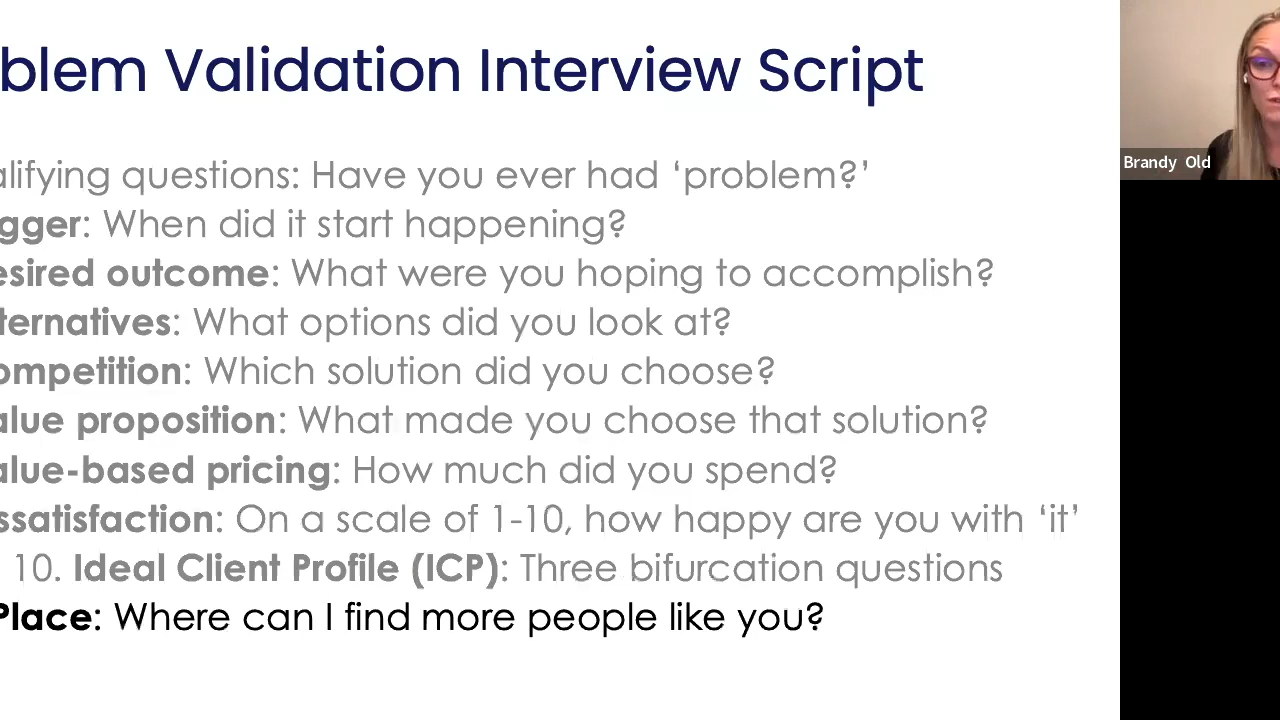 blem Validation Interview Script
alifying questions: Have you ever had ‘problem?’
gger: When did it start happening?
esired outcome: What were you hoping to accomplish?
ternatives: What options did you look at?
ompetition: Which solution did you choose?
alue proposition: What made you choose that solution?
alue-based pricing: How much did you spend?
ssatisfaction: On a scale of 1-10, how happy are you with ‘it’
10. Ideal Client Profile (ICP): Three bifurcation questions
Place: Where can I find more people like you?
Brandy Old